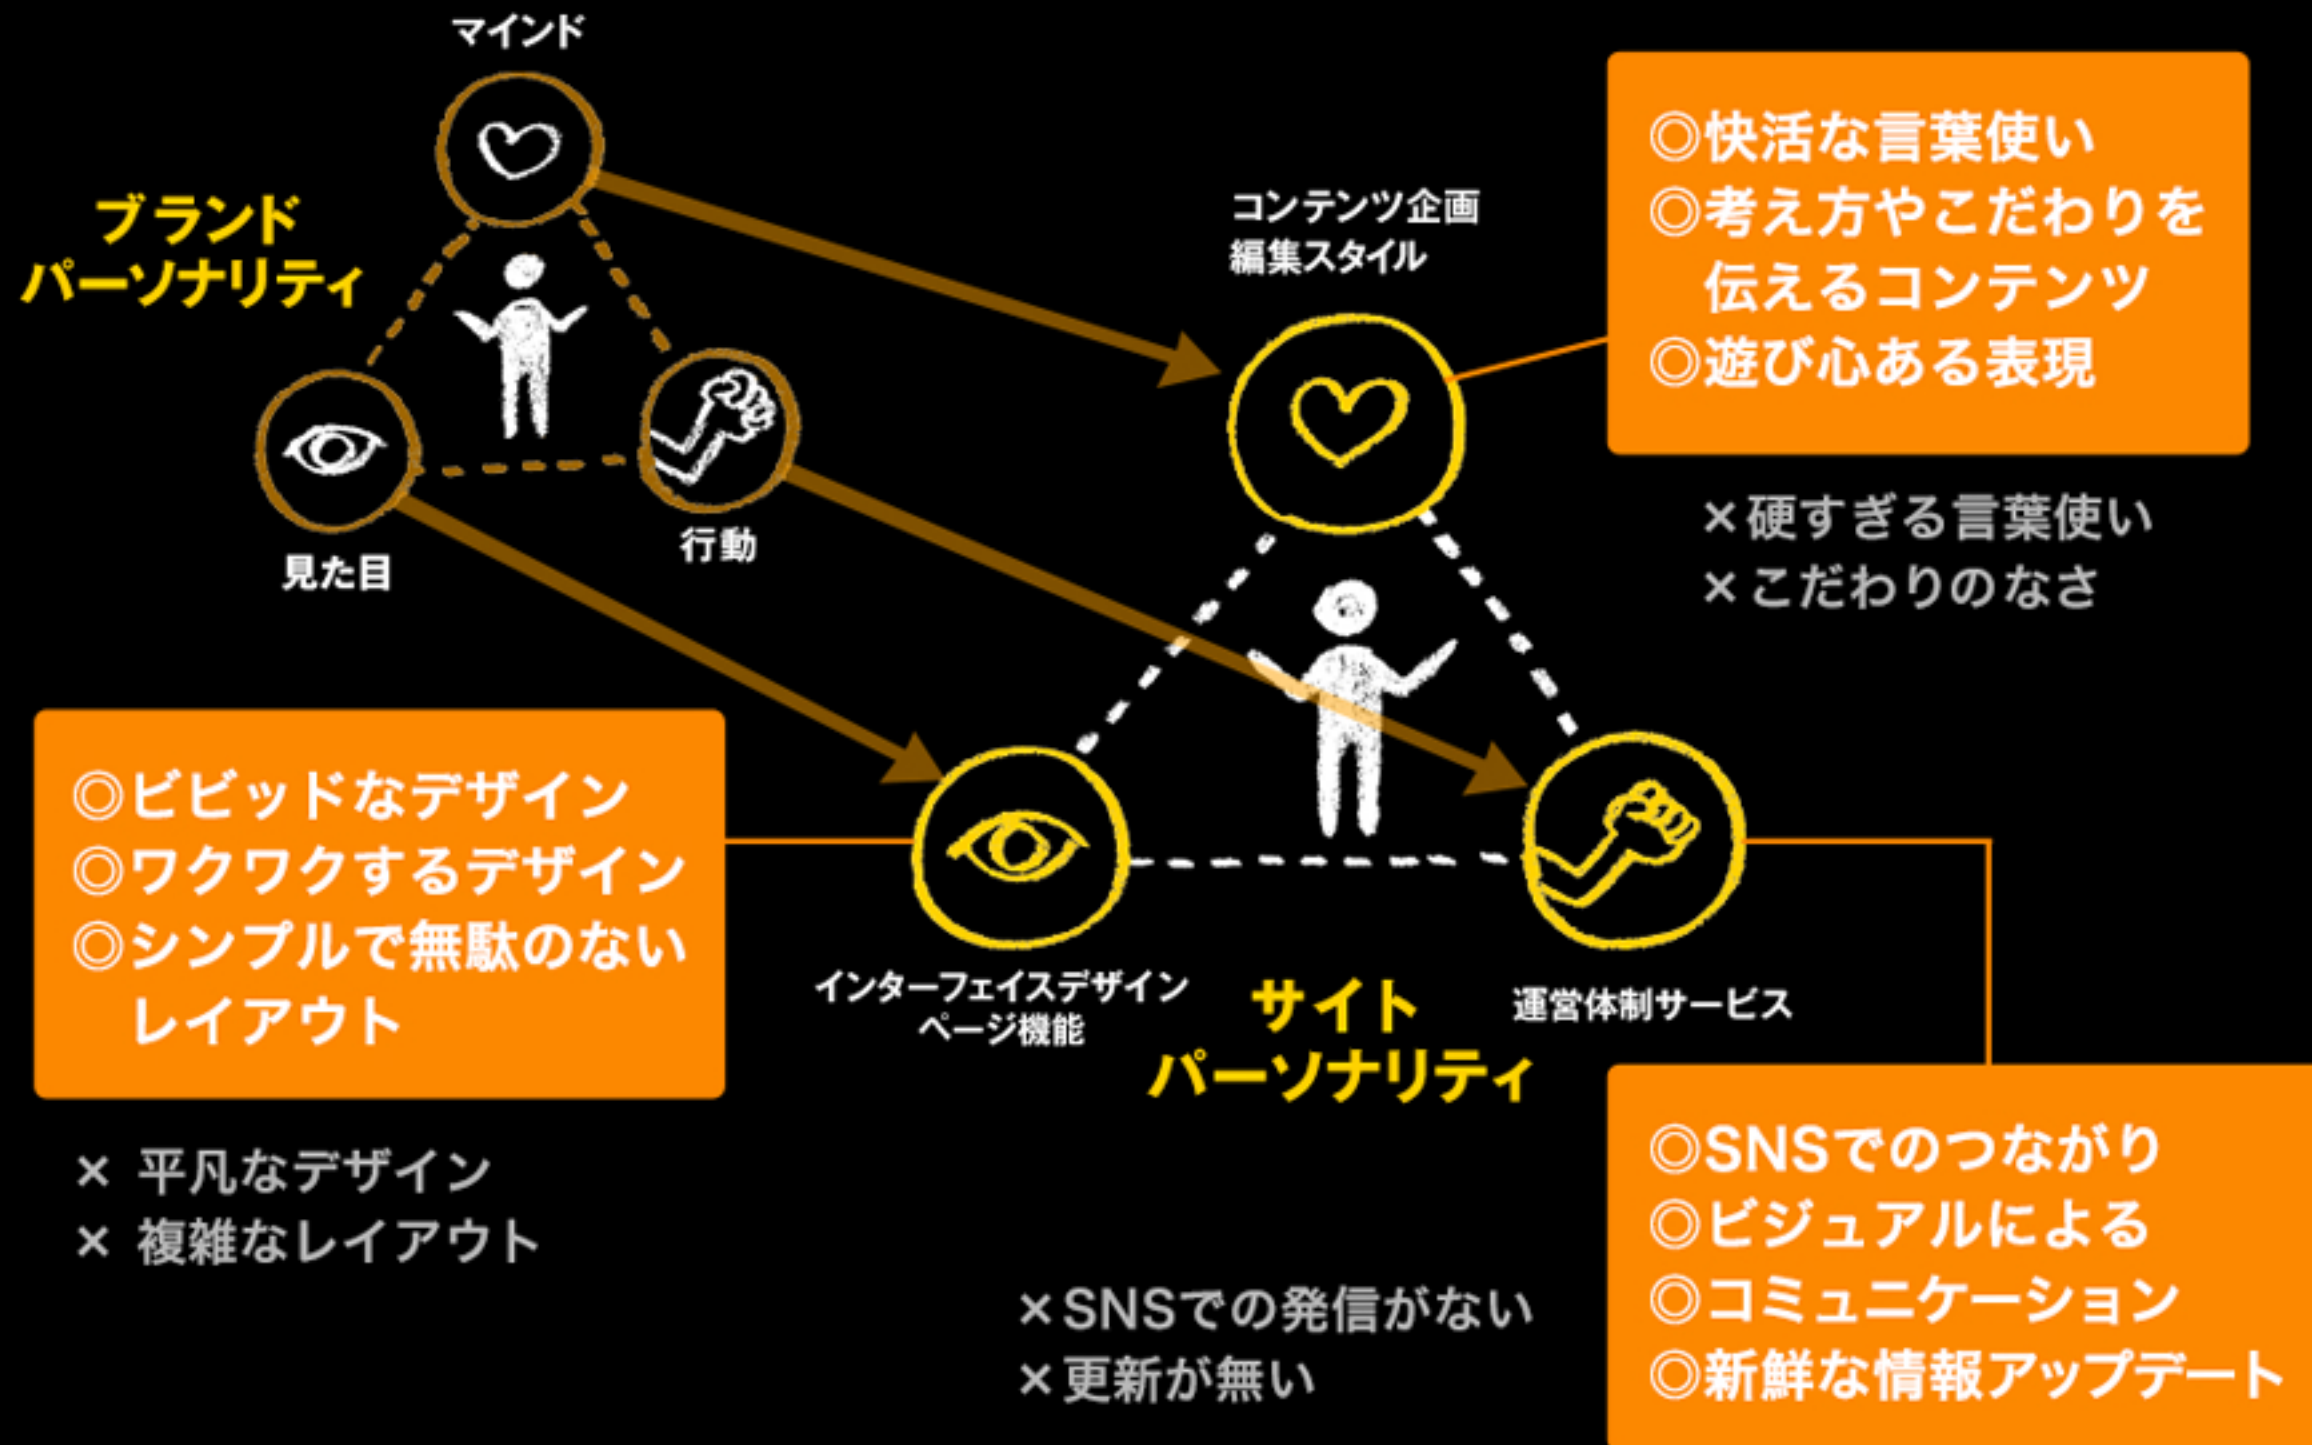 マインド
ブランド
パーソナリティ
見た目
行動
コンテンツ企画
編集スタイル
◎快活な言葉使い
◎考え方やこだわりを
伝えるコンテンツ
◎遊び心ある表現
×硬すぎる言葉使い
×こだわりのなさ
◎ビビッドなデザイン
◎ワクワクするデザイン
◎シンプルで無駄のない
レイアウト
× 平凡なデザイン
× 複雑なレイアウト
インターフェイスデザイン
ページ機能
サイト
パーソナリティ
運営体制サービス
×SNSでの発信がない
×更新が無い
◎SNSでのつながり
◎ビジュアルによる
◎コミュニケーション
◎新鮮な情報アップデート